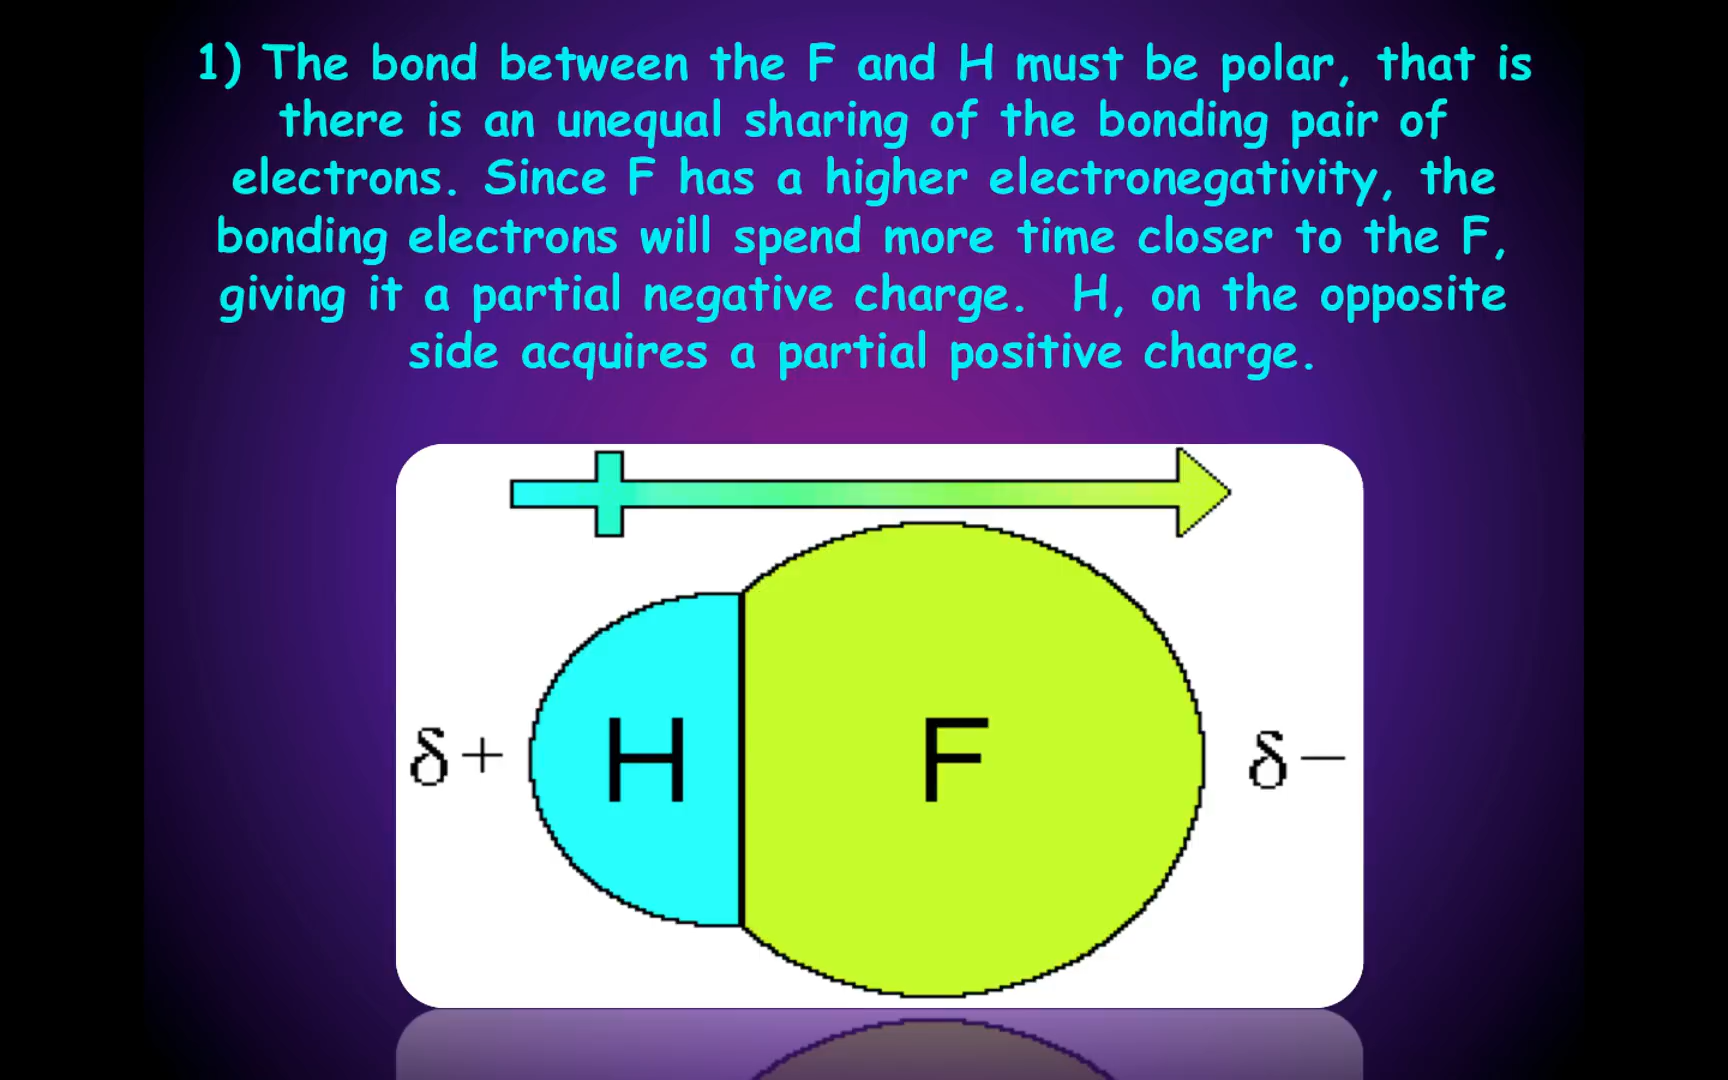 1) The bond between the F and H must be polar, that is
there is an unequal sharing of the bonding pair of
electrons. Since F has a higher electronegativity, the
bonding electrons will spend more time closer to the F,
giving it a partial negative charge.  H, on the opposite
side acquires a partial positive charge.
δ+ H F δ−